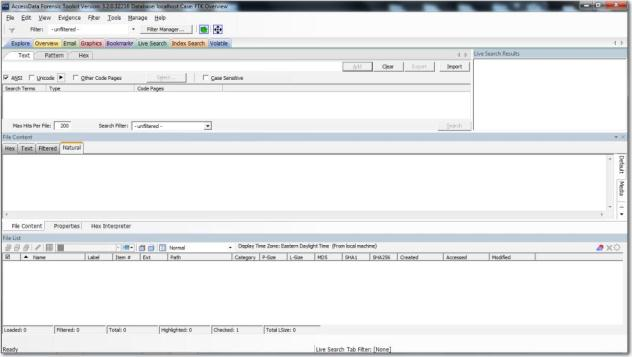 AccessData Forensic Toolkit Version: 3.2.0.32216 Database: localhost Case: FTK Overview
File Edit View Evidence Filter Tools Manage Help
Filter: - unfiltered - Filter Manager...
Explore Overview Email Graphics Bookmarks Live Search Index Search Volatile
Text Pattern Hex
Live Search Results
Add Clear Export Import
ANSI Unicode Other Code Pages Select... Case Sensitive
Search Terms Type Code Pages
Max Hits Per File: 200 Search Filter: - unfiltered - Search
File Content
Hex Text Filtered Natural
Default
Media
File Content Properties Hex Interpreter
File List
Normal Display Time Zone: Eastern Daylight Time (From local machine)
Name Label Item # Ext Path Category P-Size L-Size MD5 SHA1 SHA256 Created Accessed Modified
Loaded: 0 Filtered: 0 Total: 0 Highlighted: 0 Checked: 1 Total LSize: 0
Ready Live Search Tab Filter: [None]